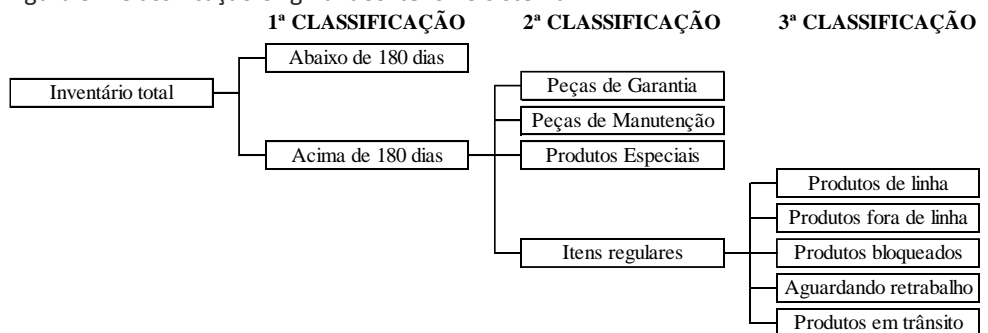 1ª CLASSIFICAÇÃO 2ª CLASSIFICAÇÃO 3ª CLASSIFICAÇÃO
Abaixo de 180 dias
Inventário total
Peças de Garantia
Peças de Manutenção
Acima de 180 dias
Produtos Especiais
Produtos de linha
Produtos fora de linha
Itens regulares
Produtos bloqueados
Aguardando retrabalho
Produtos em trânsito